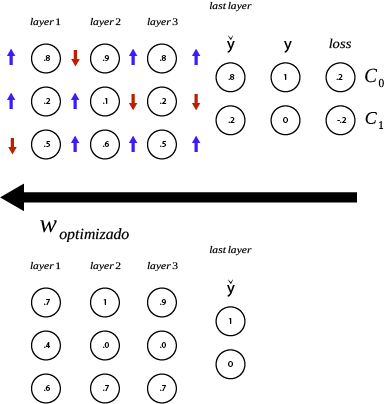 last layer
layer 1 layer 2 layer 3
y̌ y loss
.8 .9 .8 .8 1 .2 C₀
.2 .1 .2 .2 0 -.2 C₁
.5 .6 .5
w optimizado
last layer
layer 1 layer 2 layer 3
y̌
.7 1 .9 1
.4 .0 .0 0
.6 .7 .7